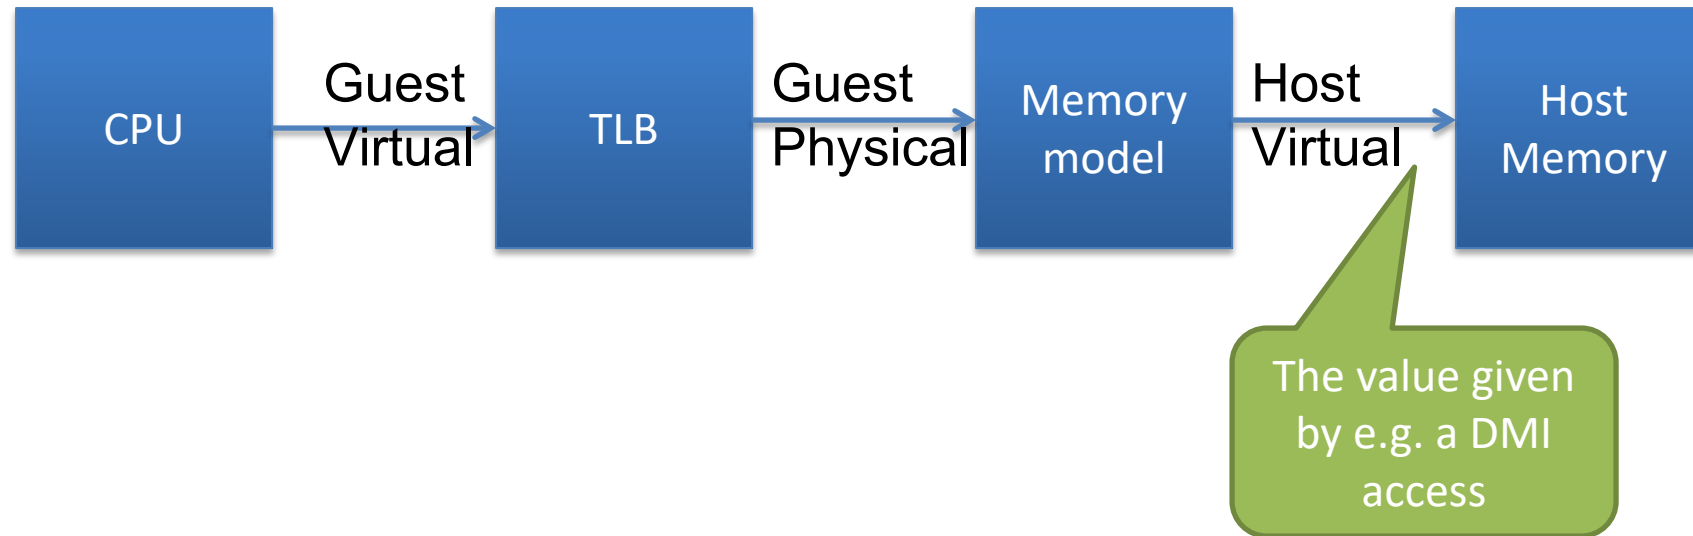 CPU
Guest
Virtual
TLB
Guest
Physical
Memory
model
Host
Virtual
Host
Memory
The value given
by e.g. a DMI
access